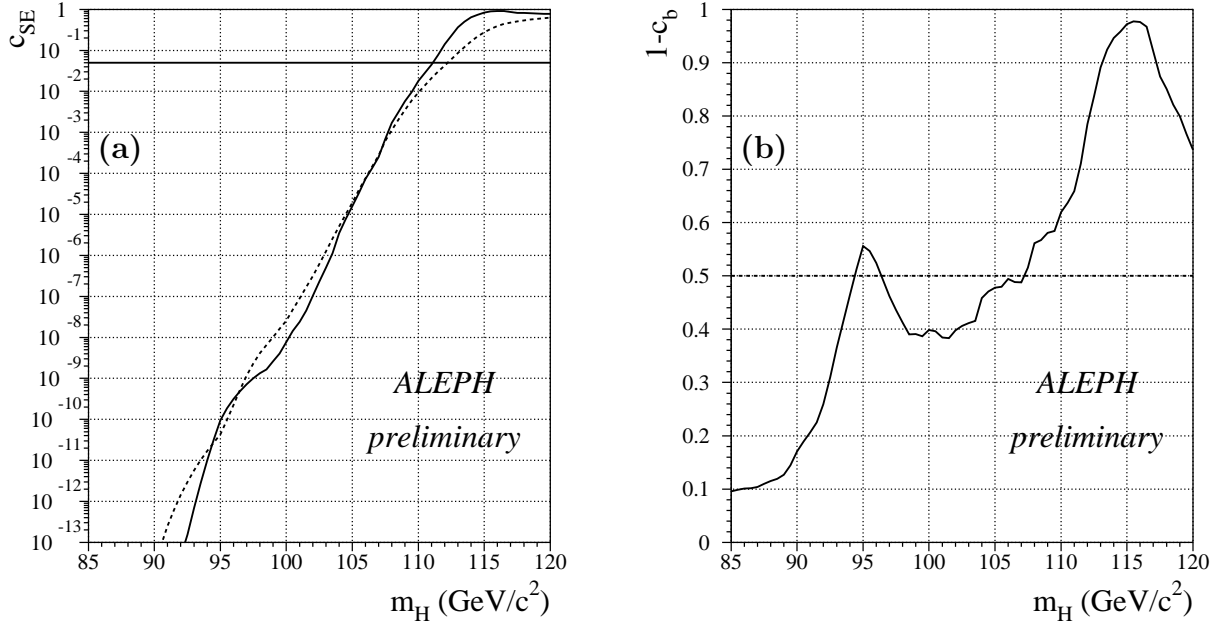 c_SE
1
10^-1
10^-2
10^-3
10^-4
10^-5
10^-6
10^-7
10^-8
10^-9
10^-10
10^-11
10^-12
10^-13
(a)
ALEPH
preliminary
85 90 95 100 105 110 115 120
m_H (GeV/c^2)
1-c_b
1
0.9
0.8
0.7
0.6
0.5
0.4
0.3
0.2
0.1
0
(b)
ALEPH
preliminary
85 90 95 100 105 110 115 120
m_H (GeV/c^2)